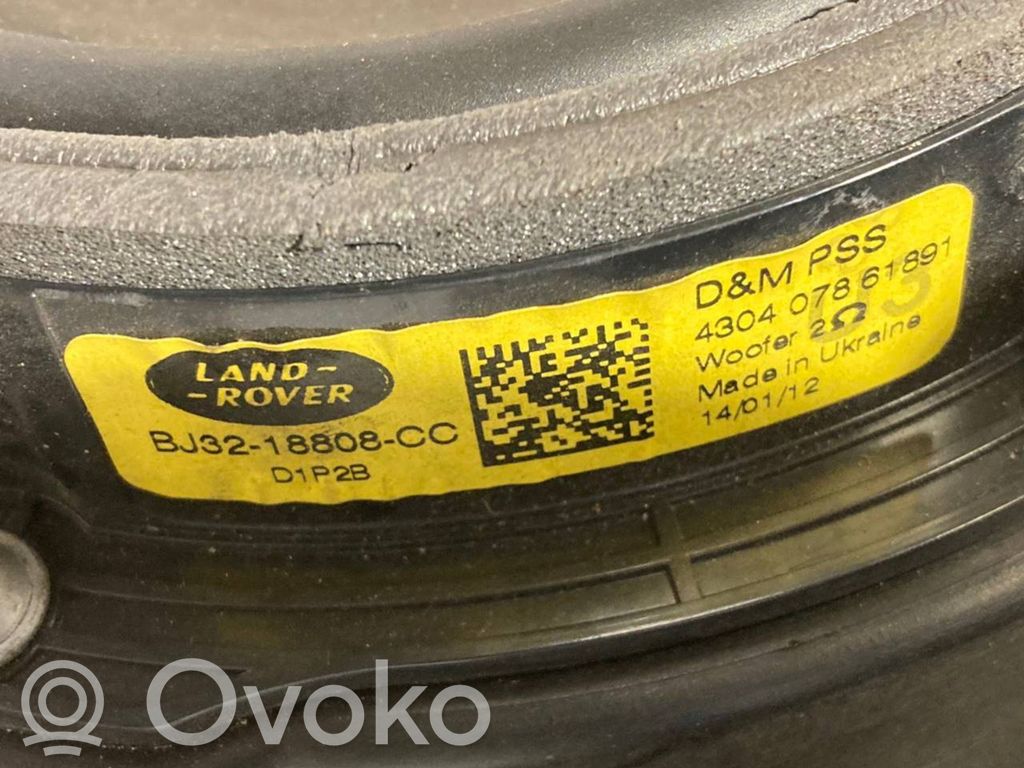 LAND-
-ROVER
BJ32-18808-CC
D1P2B
D&M PSS
4304 078 61891
Woofer 2Ω
Made in Ukraine
14/01/12
Ovoko